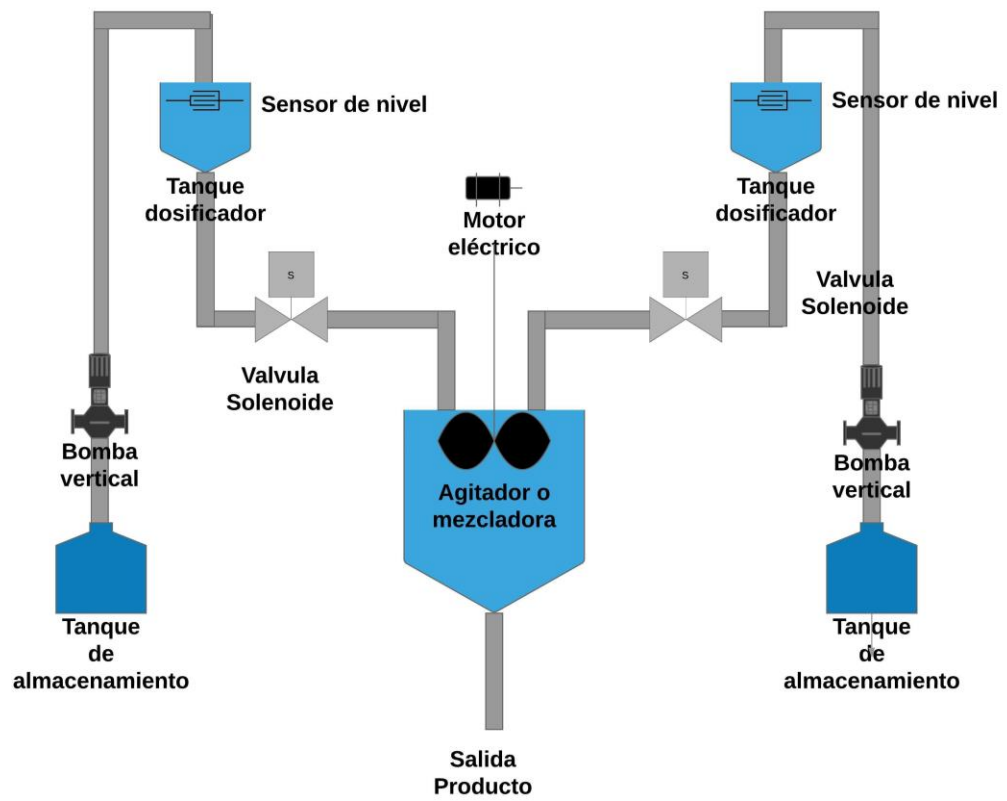 Sensor de nivel
Sensor de nivel
Tanque
dosificador
Tanque
dosificador
Motor
eléctrico
S
S
Valvula
Solenoide
Valvula
Solenoide
Bomba
vertical
Bomba
vertical
Agitador o
mezcladora
Tanque
de
almacenamiento
Tanque
de
almacenamiento
Salida
Producto